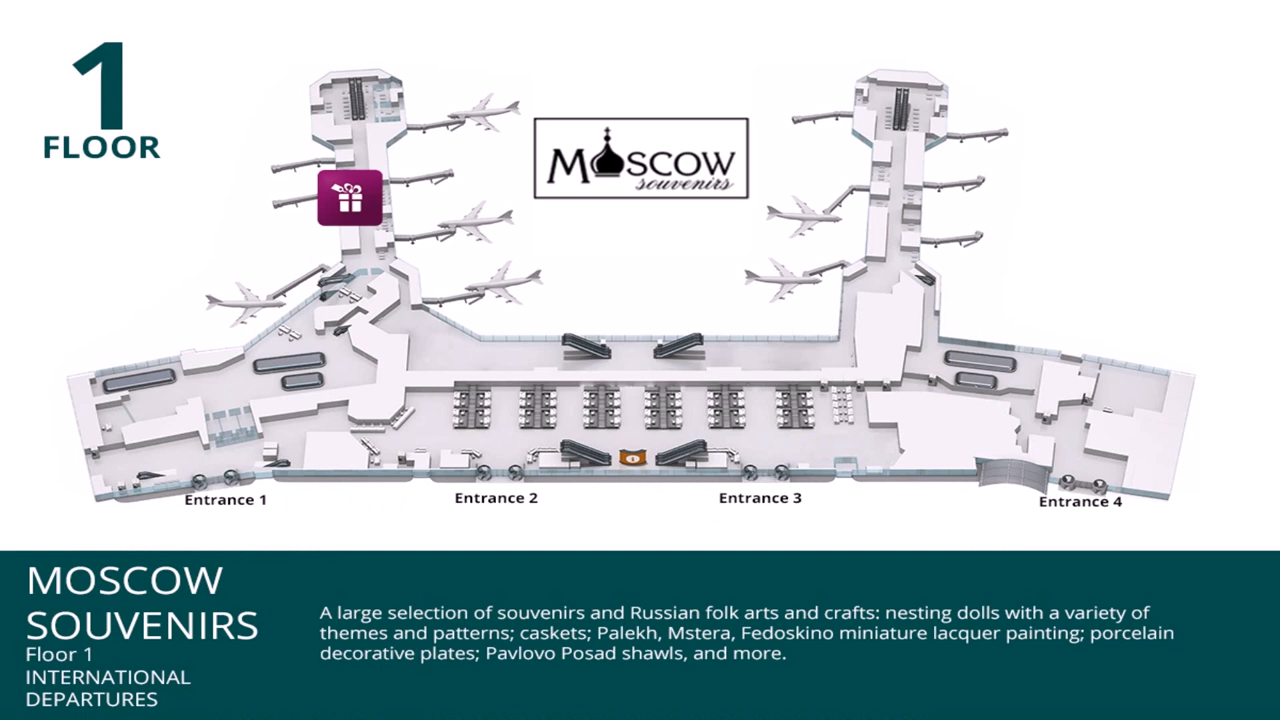 1
FLOOR
MOSCOW
souvenirs
Entrance 1
Entrance 2
Entrance 3
Entrance 4
MOSCOW
SOUVENIRS
Floor 1
INTERNATIONAL
DEPARTURES
A large selection of souvenirs and Russian folk arts and crafts: nesting dolls with a variety of
themes and patterns; caskets; Palekh, Mstera, Fedoskino miniature lacquer painting; porcelain
decorative plates; Pavlovo Posad shawls, and more.